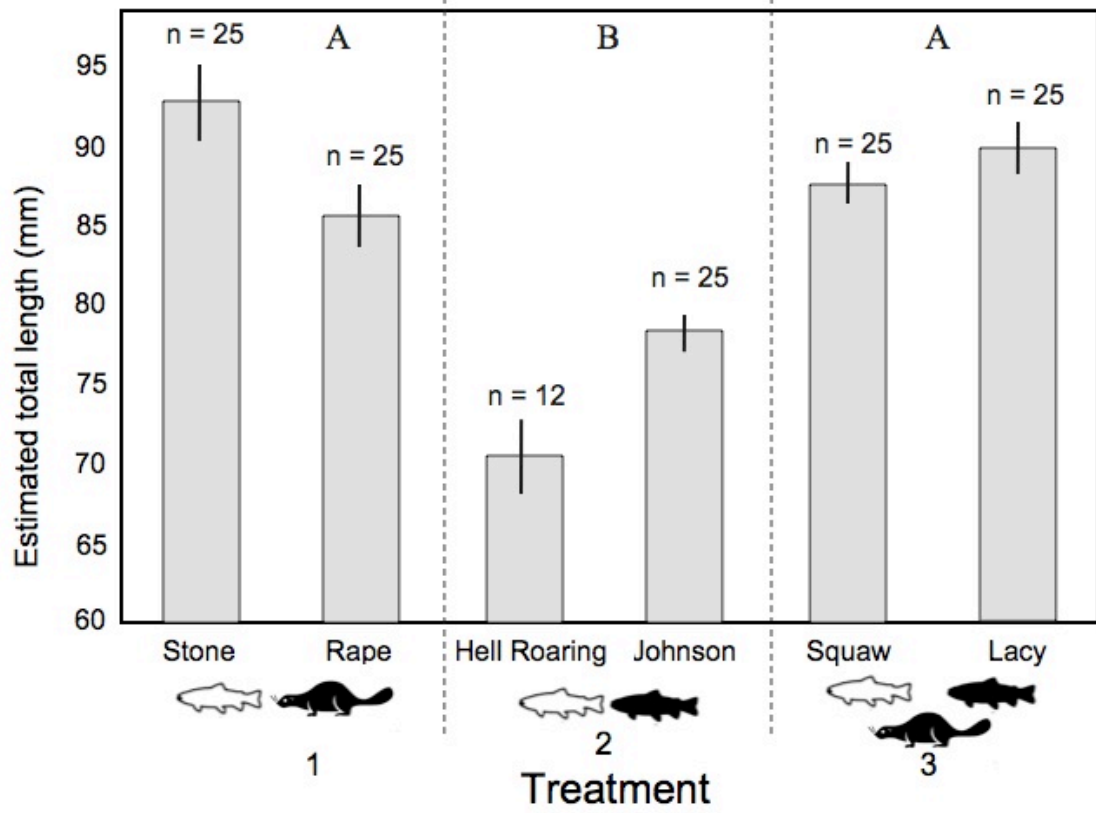 n = 25
A
B
A
95
n = 25
90
n = 25
n = 25
85
n = 25
80
75
n = 12
70
65
60
Estimated total length (mm)
Stone
Rape
Hell Roaring
Johnson
Squaw
Lacy
1
2
3
Treatment